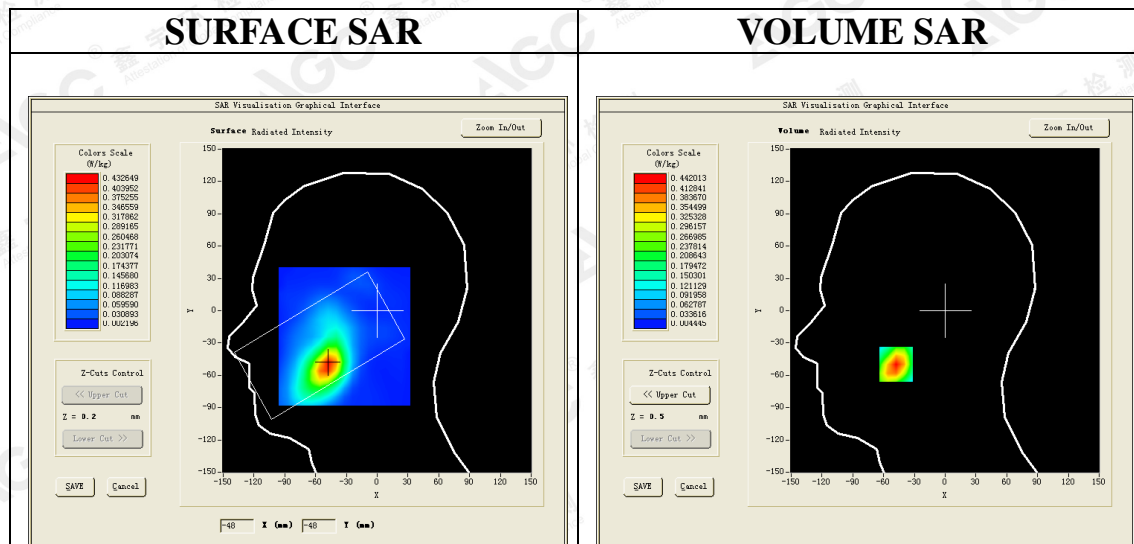 SURFACE SAR
VOLUME SAR
SAR Visualisation Graphical Interface
Surface Radiated Intensity
Zoom In/Out
Colors Scale
(W/kg)
0.432649
0.403952
0.375255
0.346559
0.317862
0.289165
0.260468
0.231771
0.203074
0.174377
0.145680
0.116983
0.088287
0.059590
0.030893
0.002196
Z-Cuts Control
<< Upper Cut
Z = 0.2 mm
Lower Cut >>
SAVE
Cancel
150
120
90
60
30
0
-30
-60
-90
-120
-150
Y
-150 -120 -90 -60 -30 0 30 60 90 120 150
X
-48 X (mm) -48 Y (mm)
SAR Visualisation Graphical Interface
Volume Radiated Intensity
Zoom In/Out
Colors Scale
(W/kg)
0.442013
0.412841
0.383670
0.354499
0.325328
0.296157
0.266985
0.237814
0.208643
0.179472
0.150301
0.121129
0.091958
0.062787
0.033616
0.004445
Z-Cuts Control
<< Upper Cut
Z = 0.5 mm
Lower Cut >>
SAVE
Cancel
150
120
90
60
30
0
-30
-60
-90
-120
-150
Y
-150 -120 -90 -60 -30 0 30 60 90 120 150
X